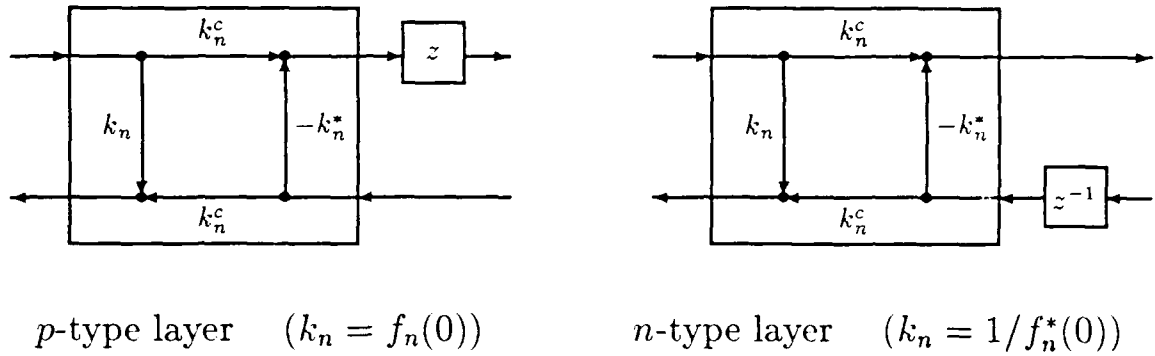 k_n^c k_n^c
z
k_n -k_n^* k_n -k_n^*
k_n^c k_n^c
z^{-1}
p-type layer (k_n = f_n(0)) n-type layer (k_n = 1/f_n^*(0))